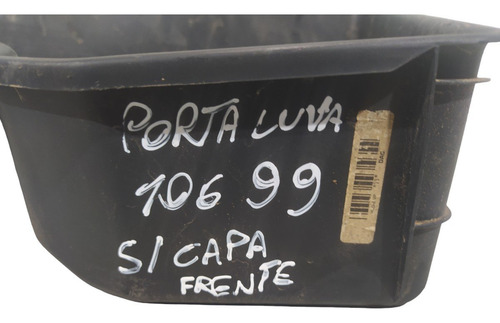 PORTA LUVA
106 99
S/ CAPA
FRENTE